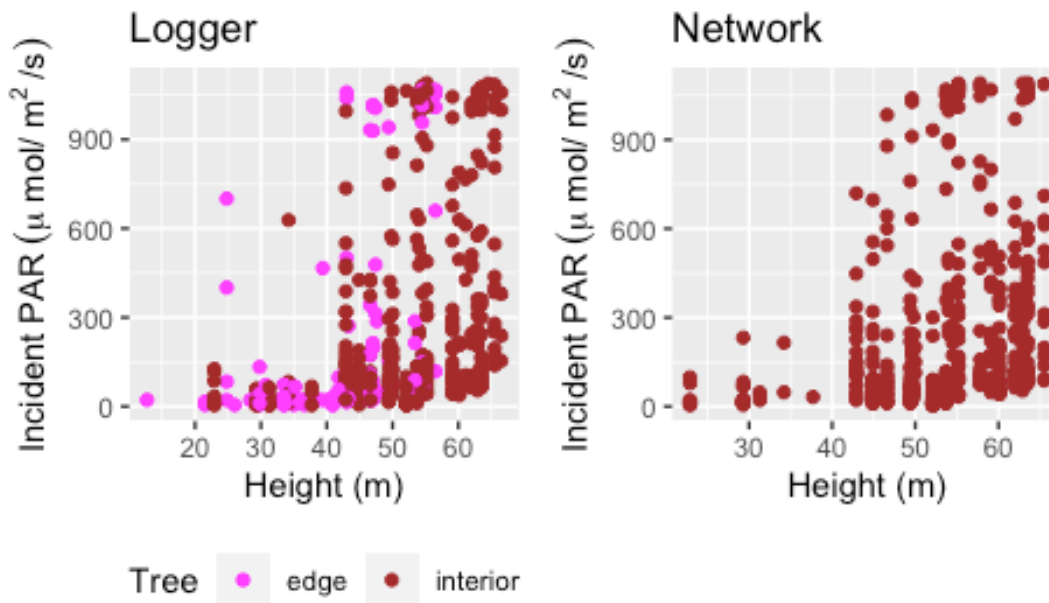 Logger
Network
Incident PAR (μ mol/ m² /s)
900
600
300
0
20 30 40 50 60
Height (m)
Incident PAR (μ mol/ m² /s)
900
600
300
0
30 40 50 60
Height (m)
Tree edge interior